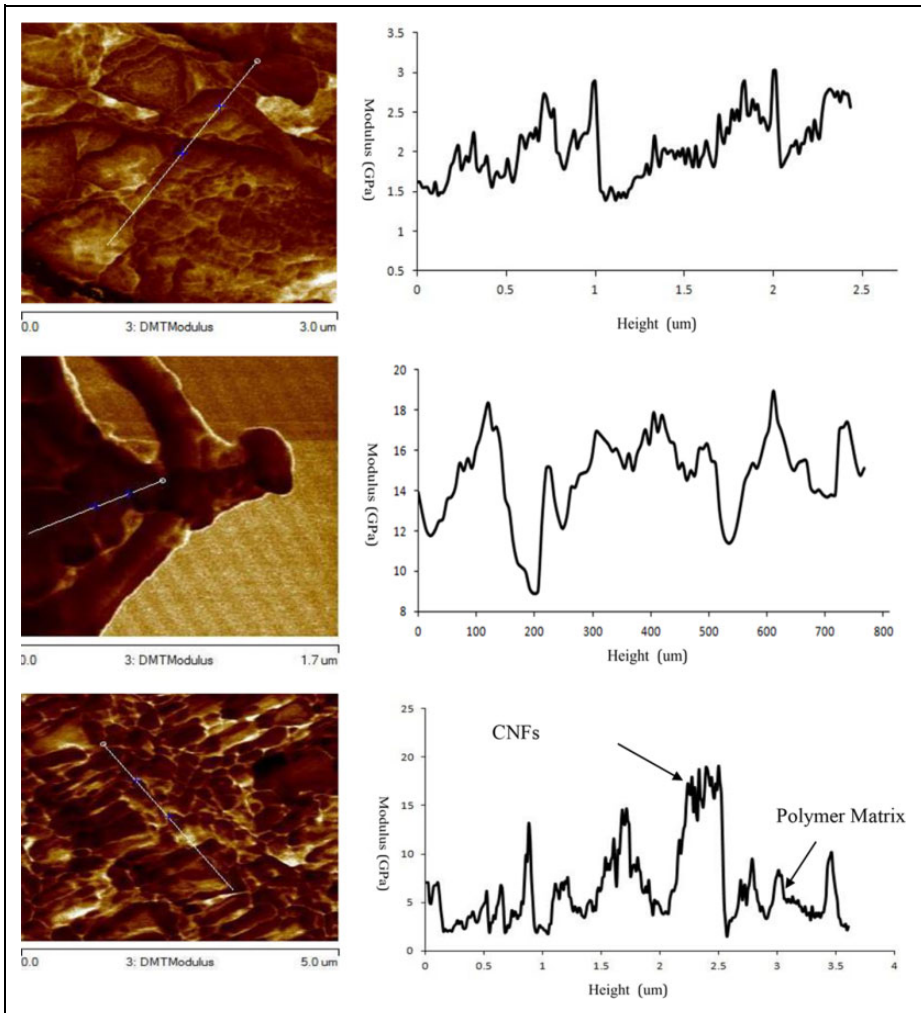 3.5
3
2.5
2
1.5
1
0.5
Modulus (GPa)
0 0.5 1 1.5 2 2.5
Height (um)
0.0 3: DMTModulus 3.0 um
20
18
16
14
12
10
8
Modulus (GPa)
0 100 200 300 400 500 600 700 800
Height (um)
0.0 3: DMTModulus 1.7 um
25
20
15
10
5
0
Modulus (GPa)
CNFs
Polymer Matrix
0 0.5 1 1.5 2 2.5 3 3.5 4
Height (um)
0.0 3: DMTModulus 5.0 um